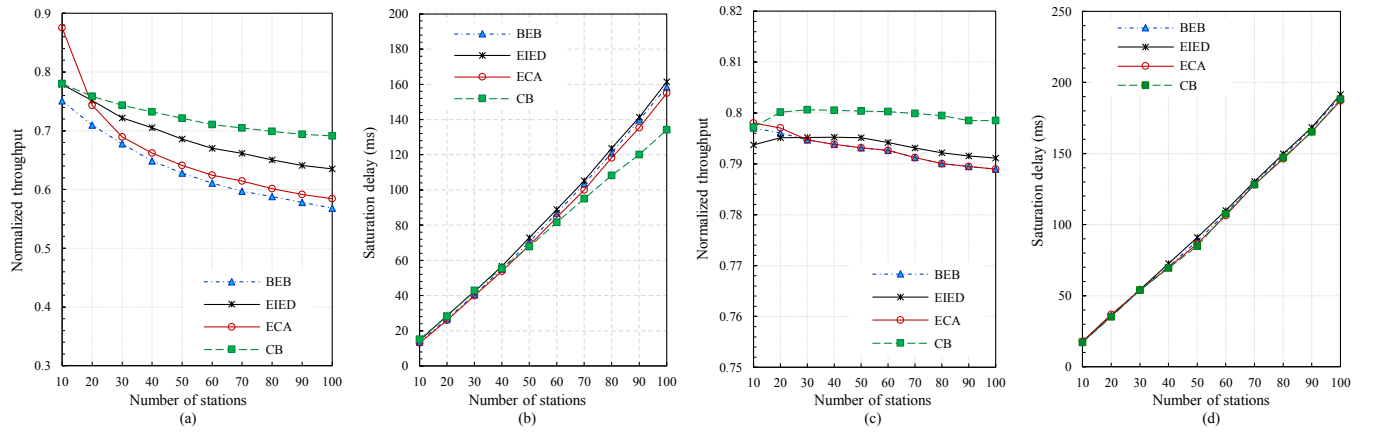 Normalized throughput
0.9
0.8
0.7
0.6
0.5
0.4
0.3
BEB
EIED
ECA
CB
10 20 30 40 50 60 70 80 90 100
Number of stations
(a)
Saturation delay (ms)
200
180
160
140
120
100
80
60
40
20
0
BEB
EIED
ECA
CB
10 20 30 40 50 60 70 80 90 100
Number of stations
(b)
Normalized throughput
0.82
0.81
0.8
0.79
0.78
0.77
0.76
0.75
BEB
EIED
ECA
CB
10 20 30 40 50 60 70 80 90 100
Number of stations
(c)
Saturation delay (ms)
250
200
150
100
50
0
BEB
EIED
ECA
CB
10 20 30 40 50 60 70 80 90 100
Number of stations
(d)